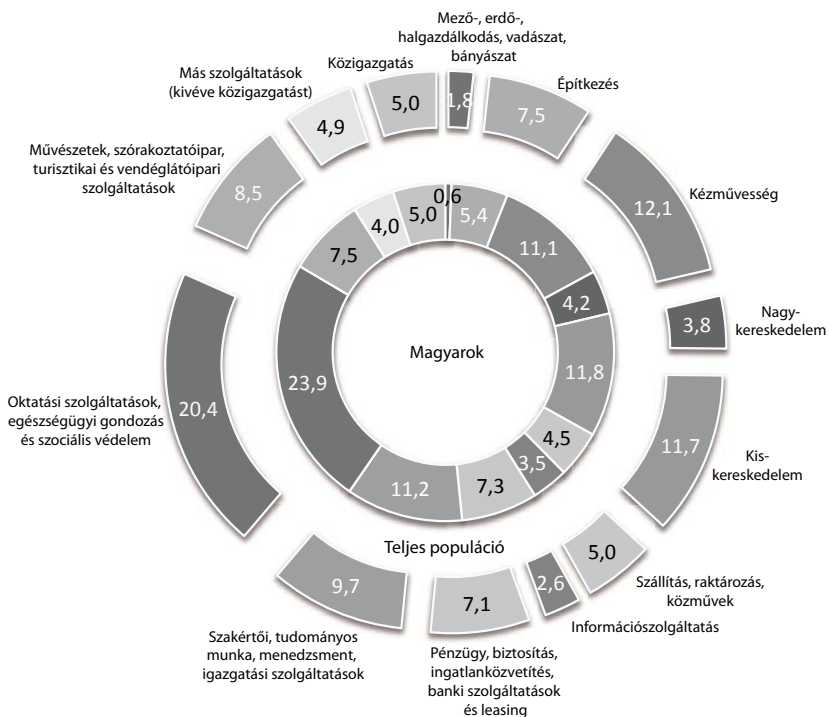 Mező-, erdő-,
halgazdálkodás, vadászat,
bányászat
1,8
Építkezés
7,5
Kézművesség
12,1
Nagy-
kereskedelem
3,8
Kis-
kereskedelem
11,7
Szállítás, raktározás,
közművek
5,0
Információszolgáltatás
2,6
Pénzügy, biztosítás,
ingatlanközvetítés,
banki szolgáltatások
és leasing
7,1
Szakértői, tudományos
munka, menedzsment,
igazgatási szolgáltatások
9,7
Oktatási szolgáltatások,
egészségügyi gondozás
és szociális védelem
20,4
Művészetek, szórakoztatóipar,
turisztikai és vendéglátóipari
szolgáltatások
8,5
Más szolgáltatások
(kivéve közigazgatást)
4,9
Közigazgatás
5,0
0,6
5,4
11,1
4,2
11,8
4,5
3,5
7,3
11,2
23,9
7,5
4,0
5,0
Magyarok
Teljes populáció